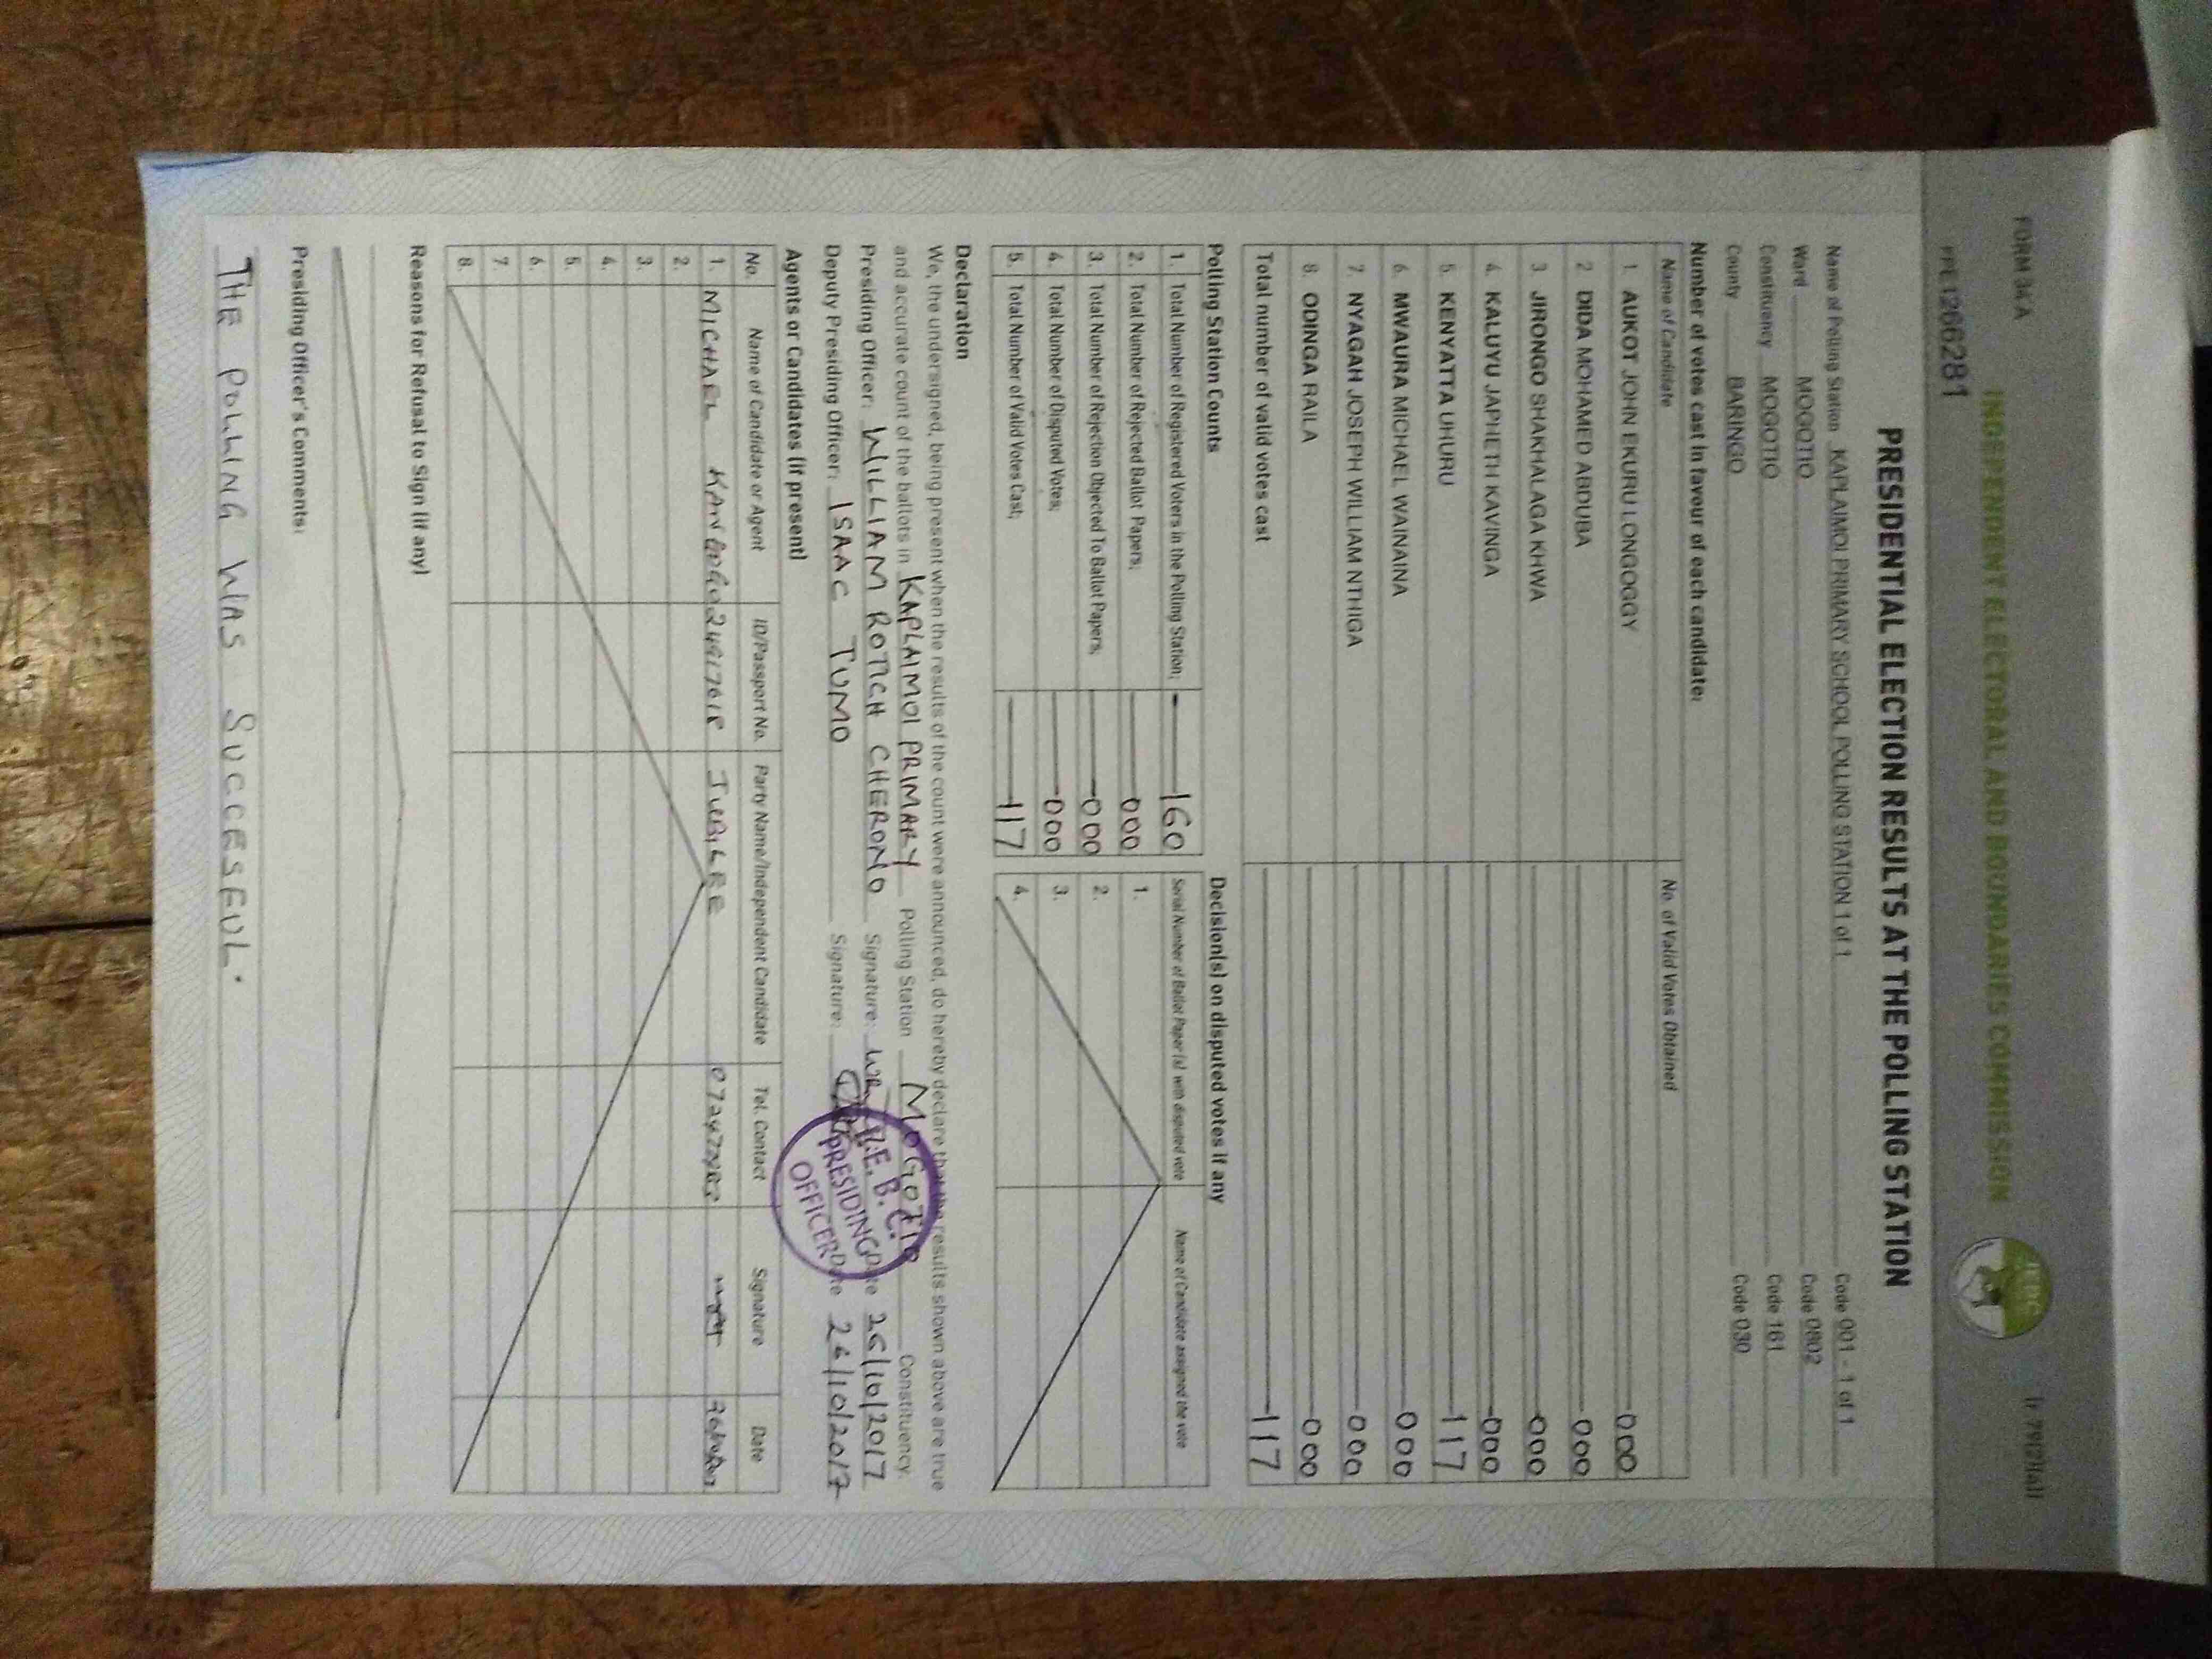 FORM 34A
INDEPENDENT ELECTORAL AND BOUNDARIES COMMISSION
IEBC
(r 79(2)(a))
PPE1266281
PRESIDENTIAL ELECTION RESULTS AT THE POLLING STATION
Name of Polling Station KAPLAIMOI PRIMARY SCHOOL POLLING STATION 1 of 1 Code 001 - 1 of 1
Ward MOGOTIO Code 0802
Constituency MOGOTIO Code 161
County BARINGO Code 030
Number of votes cast in favour of each candidate:
Name of Candidate No. of Valid Votes Obtained
1. AUKOT JOHN EKURU LONGOGGY 000
2. DIDA MOHAMED ABDUBA 000
3. JIRONGO SHAKHALAGA KHWA 000
4. KALUYU JAPHETH KAVINGA 000
5. KENYATTA UHURU 117
6. MWAURA MICHAEL WAINAINA 000
7. NYAGAH JOSEPH WILLIAM NTHIGA 000
8. ODINGA RAILA 000
Total number of valid votes cast 117
Polling Station Counts
1. Total Number of Registered Voters in the Polling Station; 160
2. Total Number of Rejected Ballot Papers; 000
3. Total Number of Rejection Objected To Ballot Papers; 000
4. Total Number of Disputed Votes; 000
5. Total Number of Valid Votes Cast; 117
Decision(s) on disputed votes if any
Serial Number of Ballot Paper(s) with disputed vote Name of Candidate assigned the vote
1.
2.
3.
4.
Declaration
We, the undersigned, being present when the results of the count were announced, do hereby declare that the results shown above are true
and accurate count of the ballots in KAPLAIMOI PRIMARY Polling Station MOGOTIO Constituency.
Presiding Officer: WILLIAM ROTICH CHERONO Signature: Date 26/10/2017
Deputy Presiding Officer: ISAAC TUMO Signature: Date 26/10/2017
I.E.B.C.
PRESIDING
OFFICER
Agents or Candidates (if present)
No. Name of Candidate or Agent ID/Passport No. Party Name/Independent Candidate Tel. Contact Signature Date
1. MICHAEL JUBILEE
2.
3.
4.
5.
6.
7.
8.
Reasons for Refusal to Sign (if any)
Presiding Officer's Comments:
THE POLLING WAS SUCCESFUL.